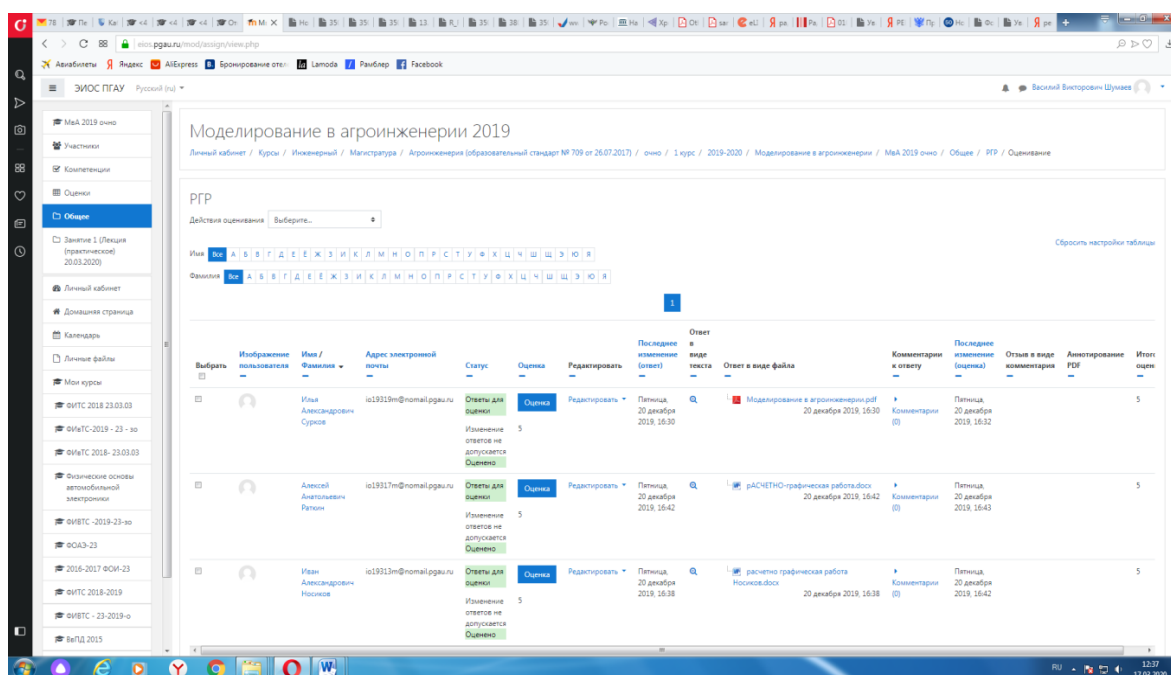 eios.pgau.ru/mod/assign/view.php
Авиабилеты Яндекс AliExpress Бронирование отел Lamoda Рамблер Facebook
ЭИОС ПГАУ Русский (ru)
Василий Викторович Шумаев
МвА 2019 очно
Участники
Компетенции
Оценки
Общее
Занятие 1 (Лекция
(практическое)
20.03.2020)
Личный кабинет
Домашняя страница
Календарь
Личные файлы
Мои курсы
ФИТС 2018 23.03.03
ФИвТС-2019 - 23 - зо
ФИвТС 2018- 23.03.03
Физические основы
автомобильной
электроники
ФИВТС -2019-23-зо
ФОАЭ-23
2016-2017 ФОИ-23
ФИТС 2018-2019
ФИВТС - 23-2019-о
ВеПД 2015
Моделирование в агроинженерии 2019
Личный кабинет / Курсы / Инженерный / Магистратура / Агроинженерия (образовательный стандарт № 709 от 26.07.2017) / очно / 1 курс / 2019-2020 / Моделирование в агроинженерии / МвА 2019 очно / Общее / РГР / Оценивание
РГР
Действия оценивания Выберите...
Сбросить настройки таблицы
Имя Все А Б В Г Д Е Ё Ж З И К Л М Н О П Р С Т У Ф Х Ц Ч Ш Щ Э Ю Я
Фамилия Все А Б В Г Д Е Ё Ж З И К Л М Н О П Р С Т У Ф Х Ц Ч Ш Щ Э Ю Я
1
Выбрать
Изображение
пользователя
Имя /
Фамилия
Адрес электронной
почты
Статус
Оценка
Редактировать
Последнее
изменение
(ответ)
Ответ
в
виде
текста
Ответ в виде файла
Комментарии
к ответу
Последнее
изменение
(оценка)
Отзыв в виде
комментария
Аннотирование
PDF
Итого
оцен
Илья
Александрович
Сурков
io19319m@nomail.pgau.ru
Ответы для
оценки
Изменение
ответов не
допускается
Оценено
Оценка
5
Редактировать
Пятница,
20 декабря
2019, 16:30
Моделирование в агроинженерии.pdf
20 декабря 2019, 16:30
Комментарии
(0)
Пятница,
20 декабря
2019, 16:32
5
Алексей
Анатольевич
Раткин
io19317m@nomail.pgau.ru
Ответы для
оценки
Изменение
ответов не
допускается
Оценено
Оценка
5
Редактировать
Пятница,
20 декабря
2019, 16:42
рАСЧЕТНО-графическая работа.docx
20 декабря 2019, 16:42
Комментарии
(0)
Пятница,
20 декабря
2019, 16:43
5
Иван
Александрович
Носиков
io19313m@nomail.pgau.ru
Ответы для
оценки
Изменение
ответов не
допускается
Оценено
Оценка
5
Редактировать
Пятница,
20 декабря
2019, 16:38
расчетно графическая работа
Носиков.docx
20 декабря 2019, 16:38
Комментарии
(0)
Пятница,
20 декабря
2019, 16:42
5
RU
12:37
17.03.2020